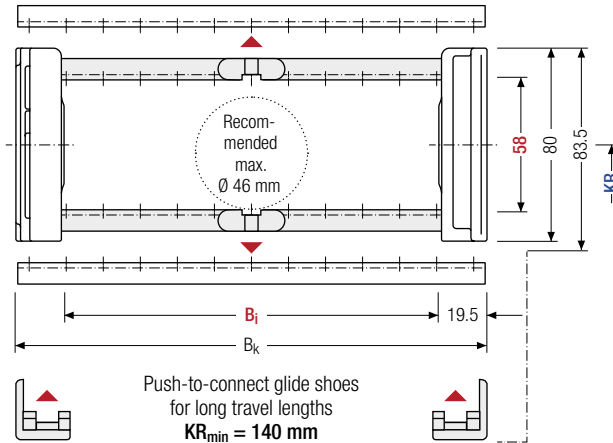 Recom-
mended
max.
Ø 46 mm
58
80
83.5
KR
Bi
19.5
Bk
Push-to-connect glide shoes
for long travel lengths
KRmin = 140 mm